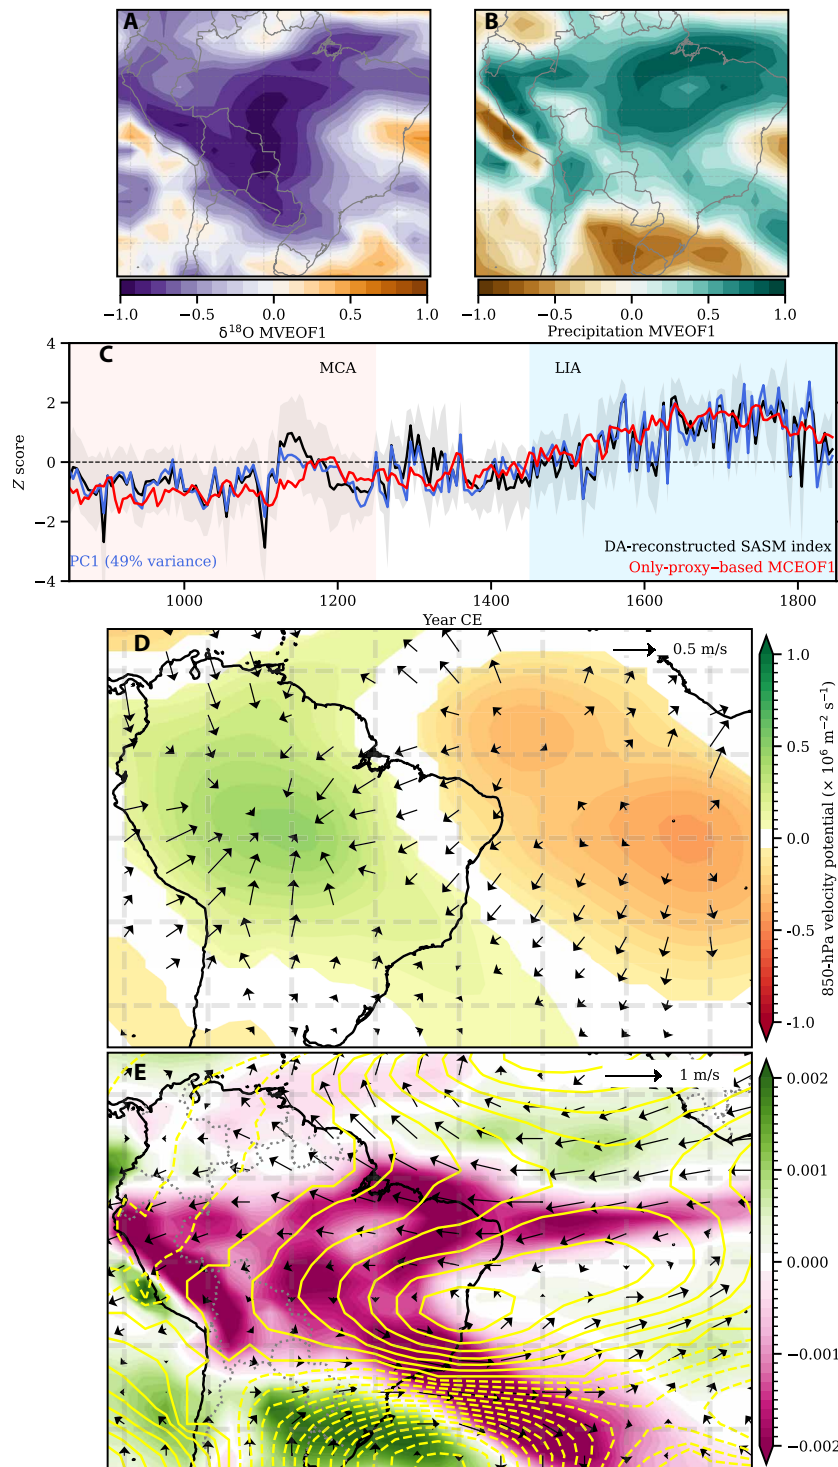 A
B
−1.0 −0.5 0.0 0.5 1.0
δ¹⁸O MVEOF1
−1.0 −0.5 0.0 0.5 1.0
Precipitation MVEOF1
C
MCA
LIA
4
2
0
−2
−4
Z score
PC1 (49% variance)
DA-reconstructed SASM index
Only-proxy–based MCEOF1
1000 1200 1400 1600 1800
Year CE
D
0.5 m/s
1.0
0.5
0.0
−0.5
−1.0
850-hPa velocity potential (× 10⁶ m⁻² s⁻¹)
E
1 m/s
0.002
0.001
0.000
−0.001
−0.002